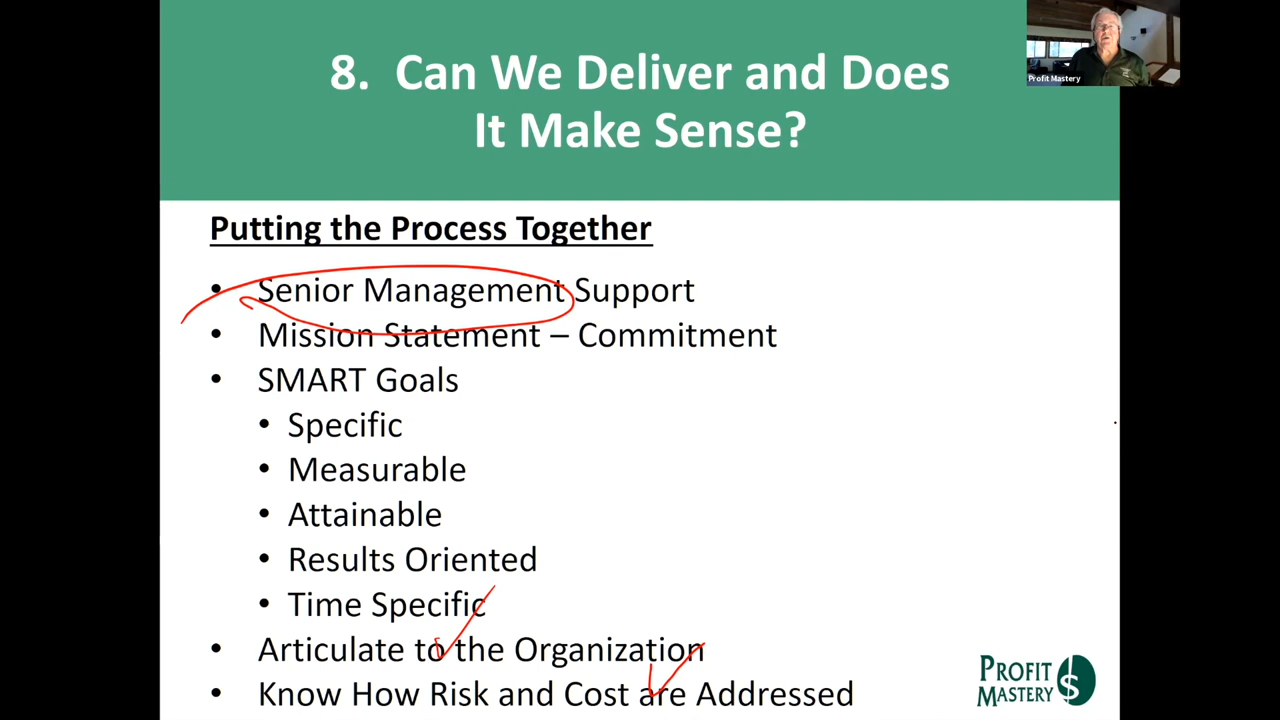 8. Can We Deliver and Does
It Make Sense?
Profit Mastery
Putting the Process Together
• Senior Management Support
• Mission Statement – Commitment
• SMART Goals
• Specific
• Measurable
• Attainable
• Results Oriented
• Time Specific
• Articulate to the Organization
• Know How Risk and Cost are Addressed
PROFIT
MASTERY
$